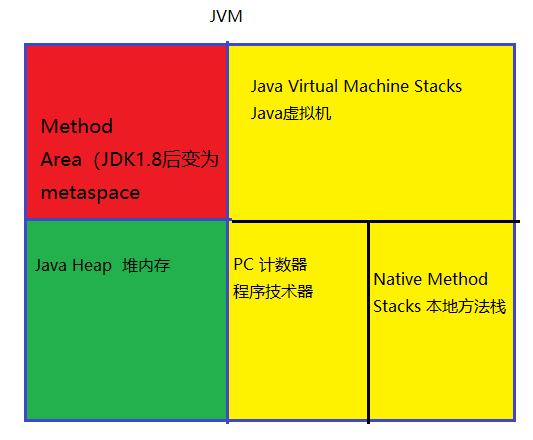 JVM
Java Virtual Machine Stacks
Java虚拟机
Method
Area（JDK1.8后变为
metaspace
Java Heap 堆内存
PC 计数器
程序技术器
Native Method
Stacks 本地方法栈